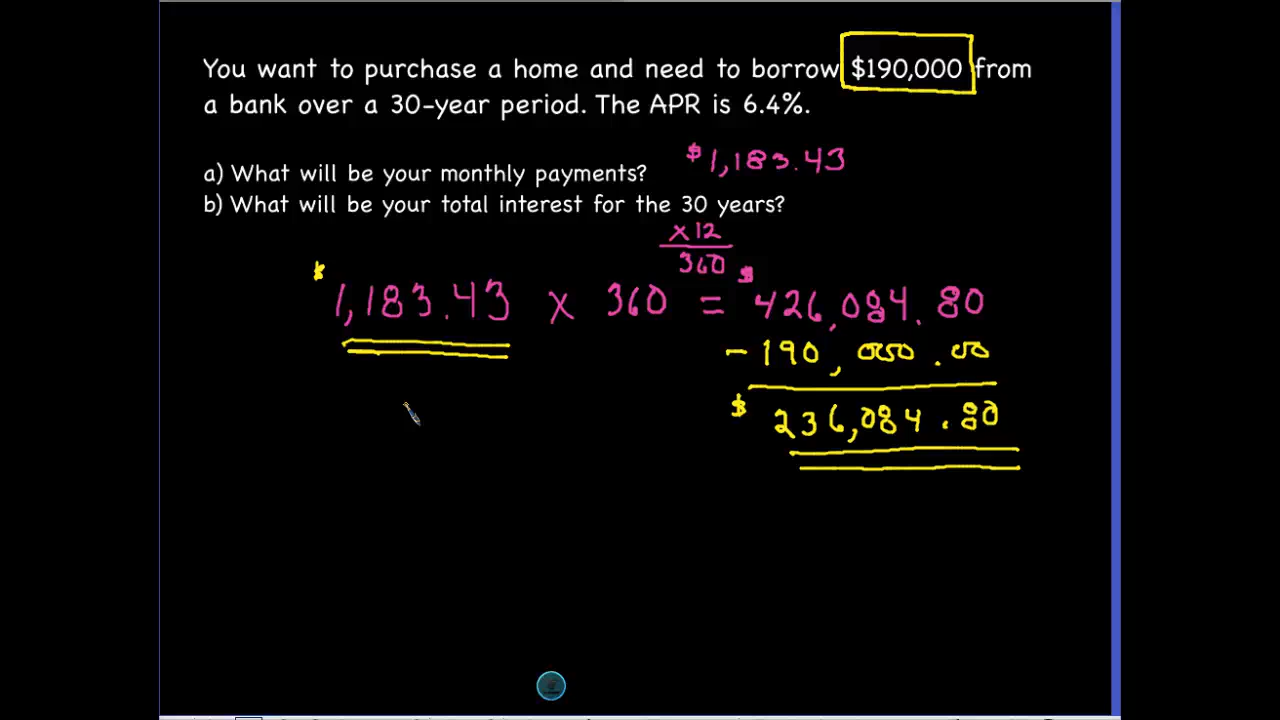 You want to purchase a home and need to borrow $190,000 from
a bank over a 30-year period. The APR is 6.4%.
a) What will be your monthly payments? $1,183.43
b) What will be your total interest for the 30 years?
x 12
360
$1,183.43 x 360 = $426,084.80
- 190,000.00
$236,084.80